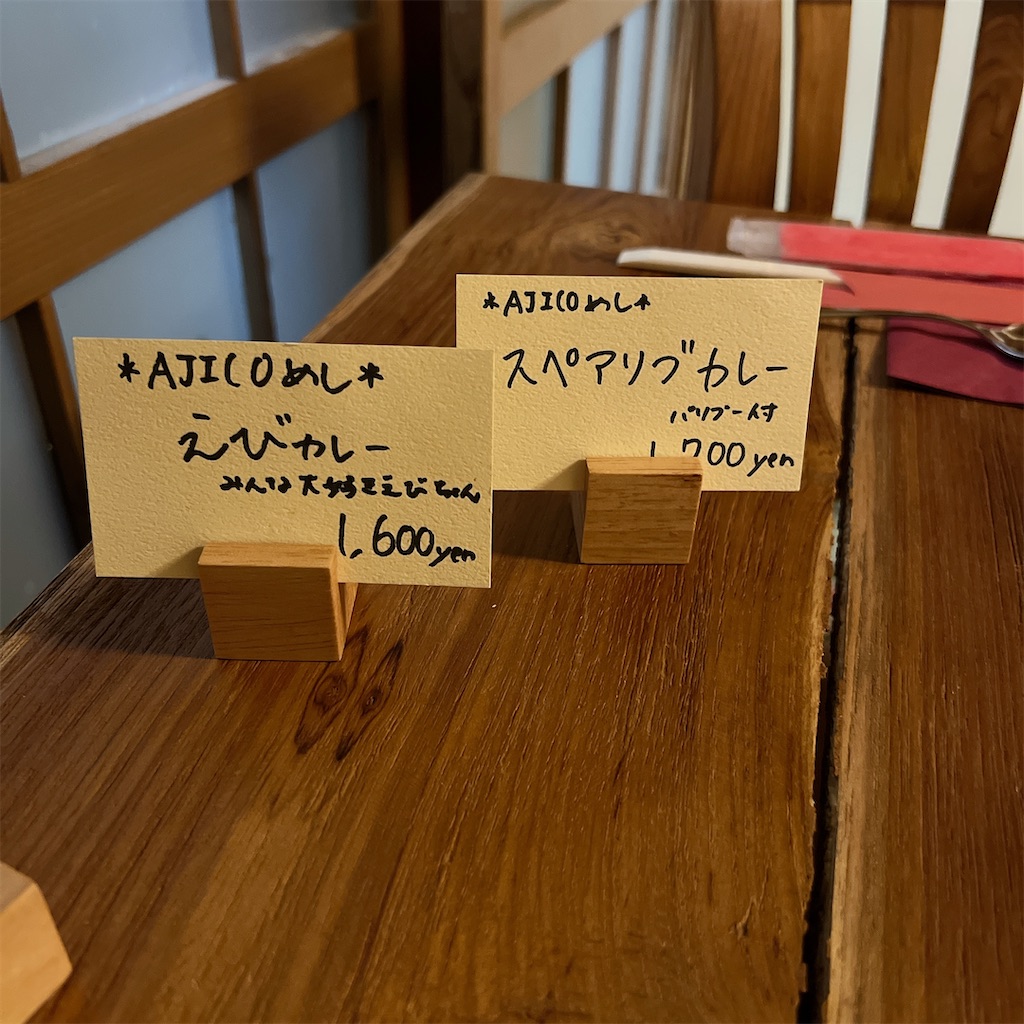 *AJICOめし*
えびカレー
みんな大好きえびちゃん
1,600yen
*AJICOめし*
スペアリブカレー
パリプー付
1,700yen